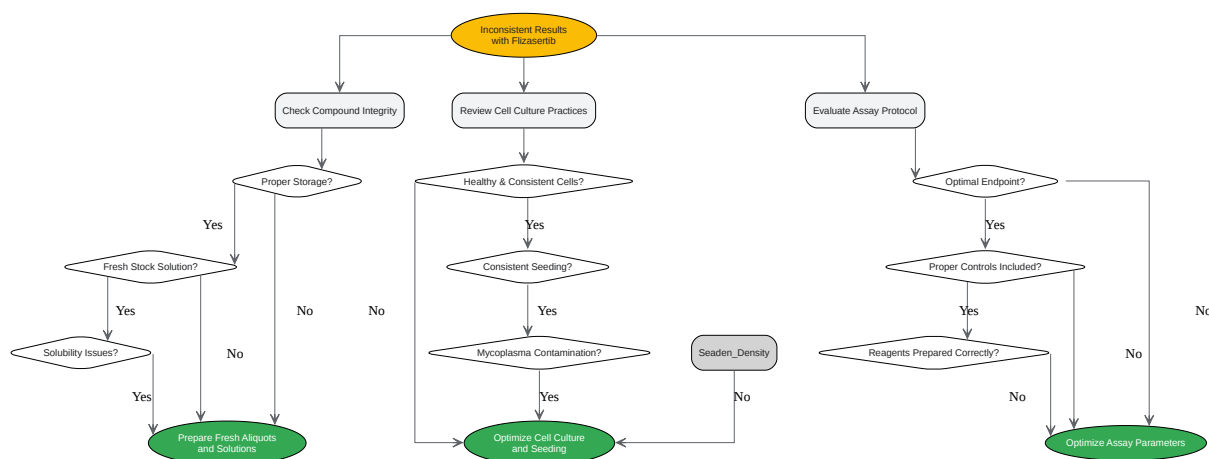 Inconsistent Results
with Flizasertib
Check Compound Integrity
Review Cell Culture Practices
Evaluate Assay Protocol
Proper Storage?
Healthy & Consistent Cells?
Optimal Endpoint?
Yes
Yes
Yes
Fresh Stock Solution?
Consistent Seeding?
Proper Controls Included?
Yes
No
No
Yes
Yes
No
Solubility Issues?
Mycoplasma Contamination?
Seaden_Density
Reagents Prepared Correctly?
No
No
Yes
Yes
No
No
Prepare Fresh Aliquots
and Solutions
Optimize Cell Culture
and Seeding
Optimize Assay Parameters